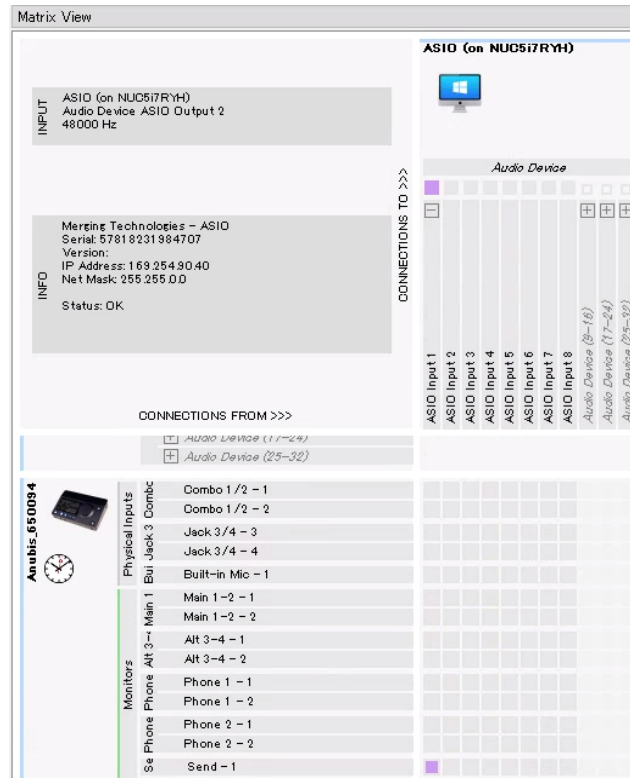 Matrix View
ASIO (on NUC5i7RYH)
INPUT
ASIO (on NUC5i7RYH)
Audio Device ASIO Output 2
48000 Hz
Audio Device
CONNECTIONS TO >>>
INFO
Merging Technologies - ASIO
Serial: 57818231984707
Version:
IP Address: 169.254.90.40
Net Mask: 255.255.0.0
Status: OK
ASIO Input 1
ASIO Input 2
ASIO Input 3
ASIO Input 4
ASIO Input 5
ASIO Input 6
ASIO Input 7
ASIO Input 8
Audio Device (9-16)
Audio Device (17-24)
Audio Device (25-32)
CONNECTIONS FROM >>>
Audio Device (17-24)
Audio Device (25-32)
Anubis_650094
Physical Inputs
Combo
Combo 1/2 - 1
Combo 1/2 - 2
Jack 3
Jack 3/4 - 3
Jack 3/4 - 4
Bui
Built-in Mic - 1
Monitors
Main 1
Main 1-2 - 1
Main 1-2 - 2
Alt 3-4
Alt 3-4 - 1
Alt 3-4 - 2
Phone
Phone 1 - 1
Phone 1 - 2
Phone
Phone 2 - 1
Phone 2 - 2
Se
Send - 1